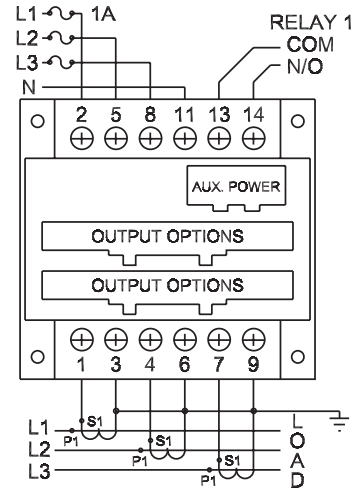 L1 1A
RELAY 1
L2
COM
L3
N/O
N
2 5 8 11 13 14
AUX. POWER
OUTPUT OPTIONS
OUTPUT OPTIONS
1 3 4 6 7 9
S1
L1
P1
S1
L2
P1
S1
L3
P1
LOAD